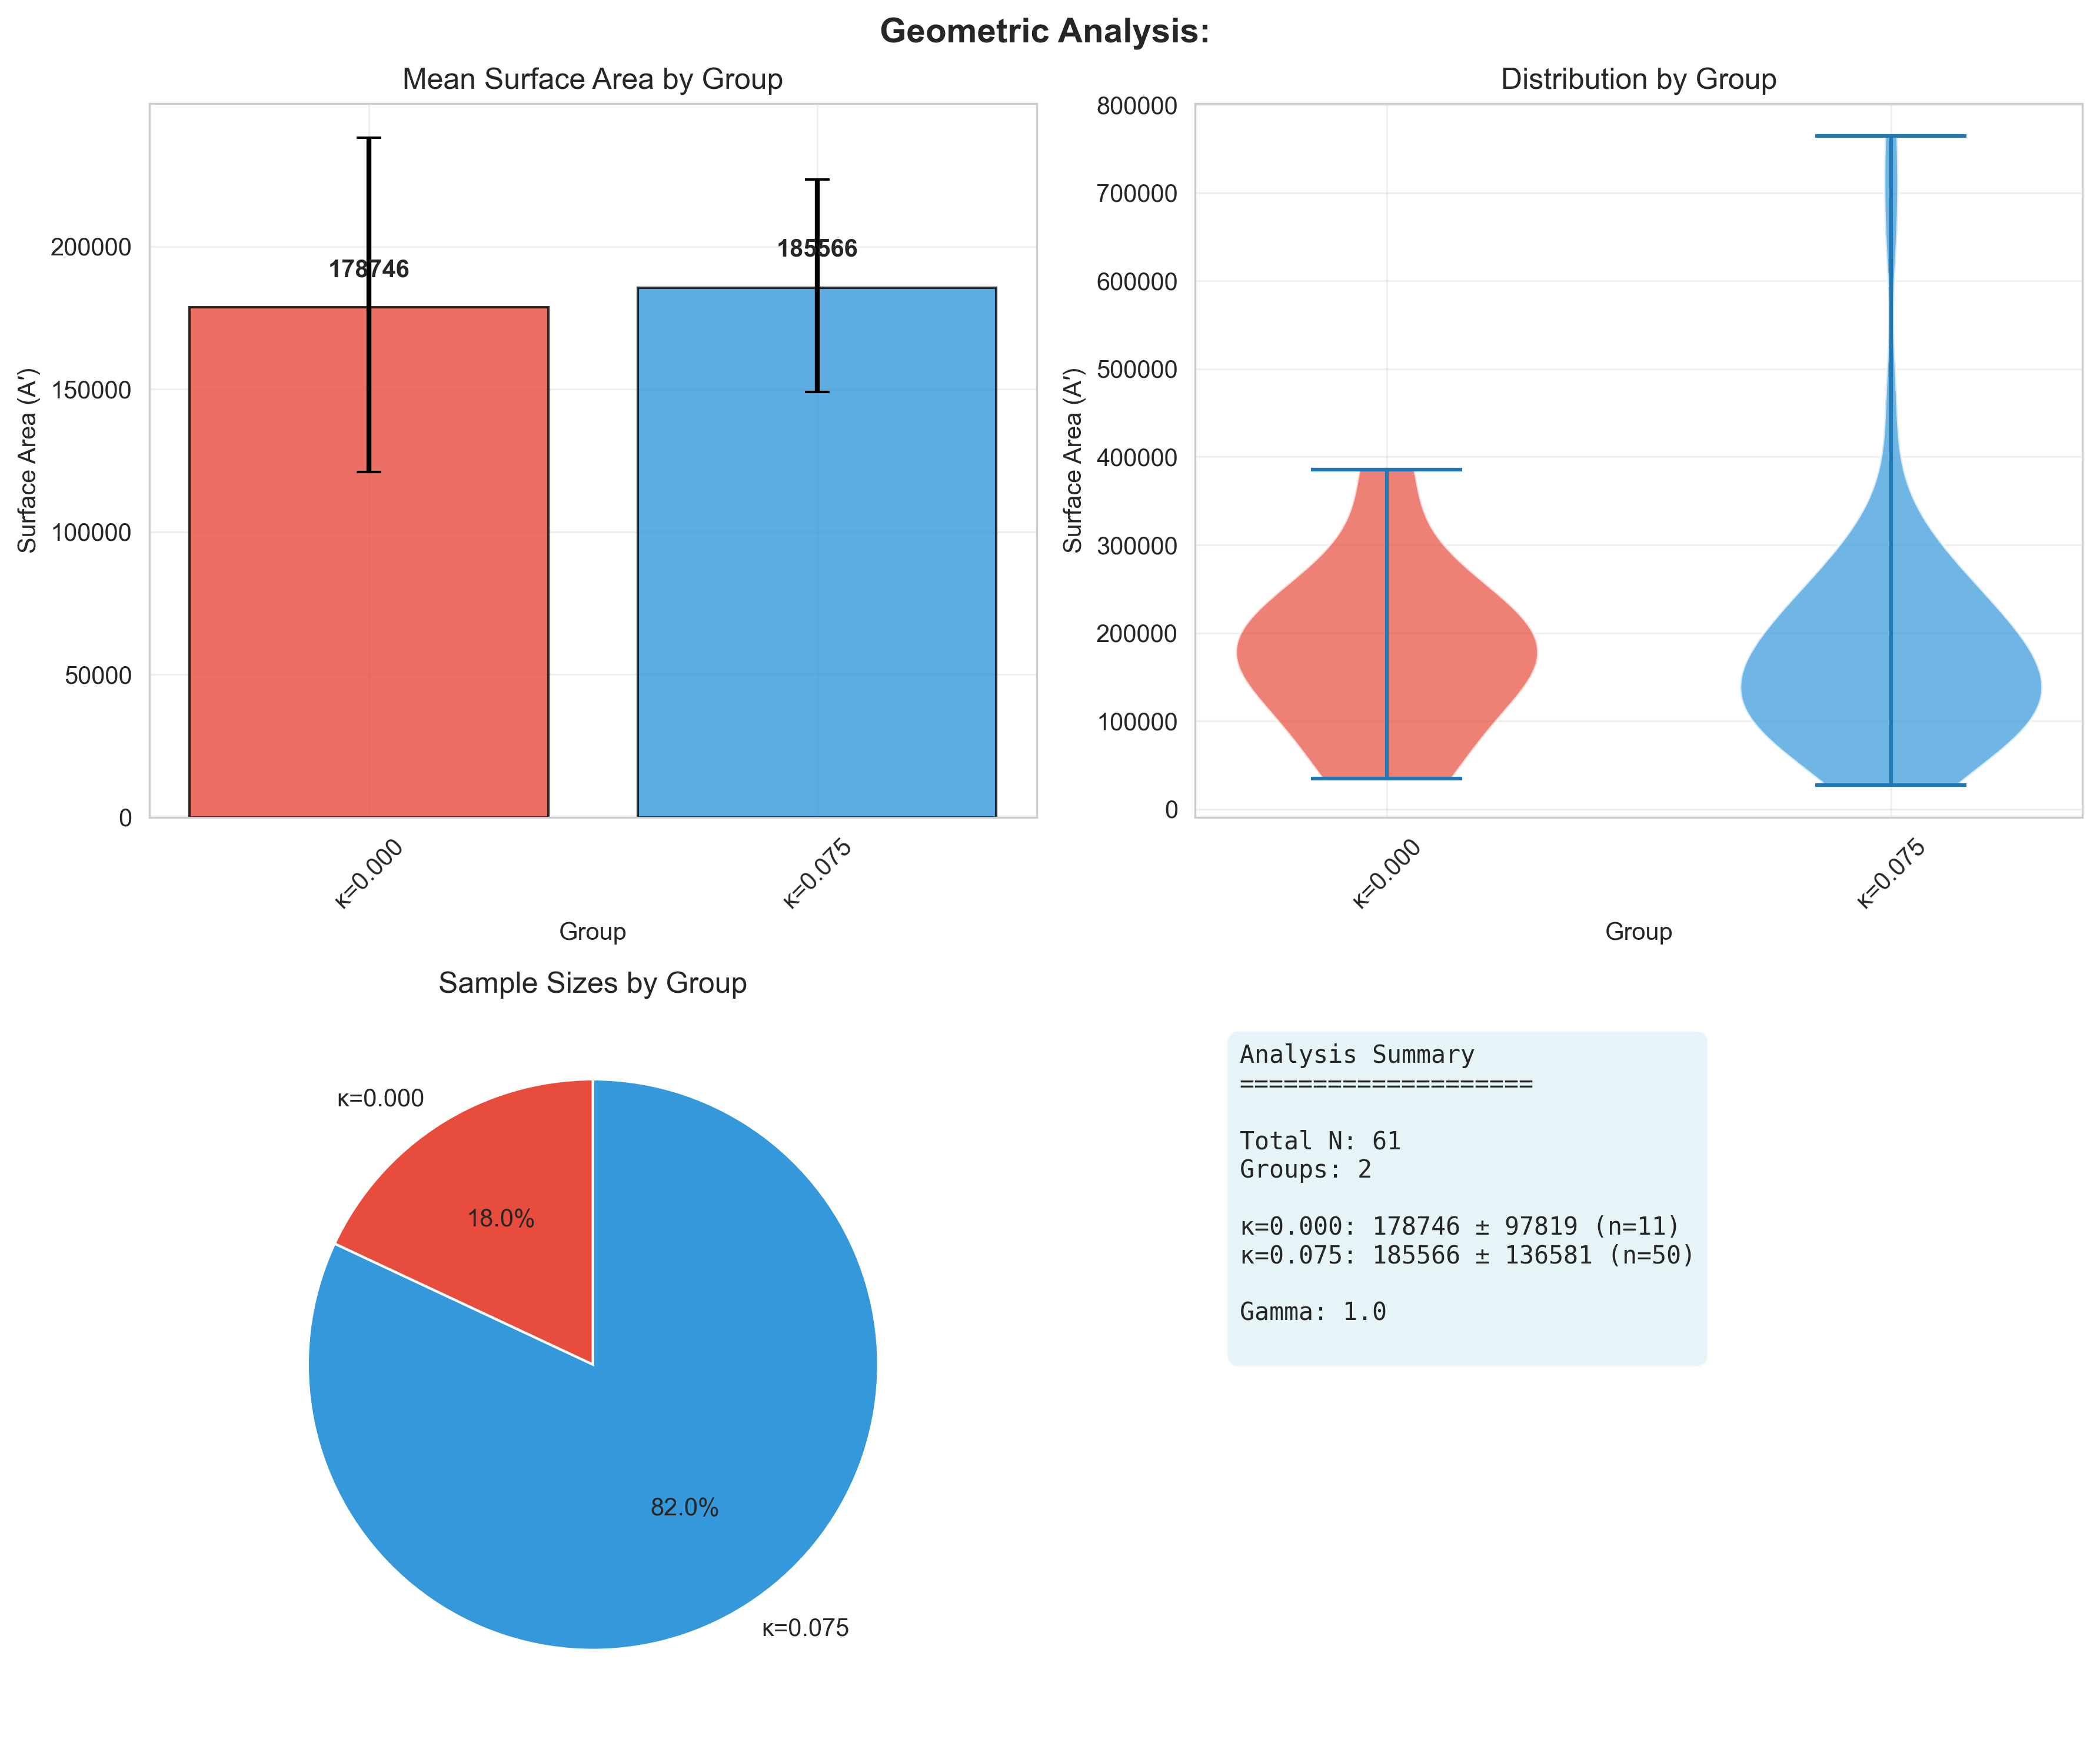 Geometric Analysis:
Mean Surface Area by Group
Surface Area (A′)
200000
150000
100000
50000
0
178746
185566
κ=0.000
κ=0.075
Group
Distribution by Group
Surface Area (A′)
800000
700000
600000
500000
400000
300000
200000
100000
0
κ=0.000
κ=0.075
Group
Sample Sizes by Group
κ=0.000
18.0%
82.0%
κ=0.075
Analysis Summary
====================
Total N: 61
Groups: 2
κ=0.000: 178746 ± 97819 (n=11)
κ=0.075: 185566 ± 136581 (n=50)
Gamma: 1.0